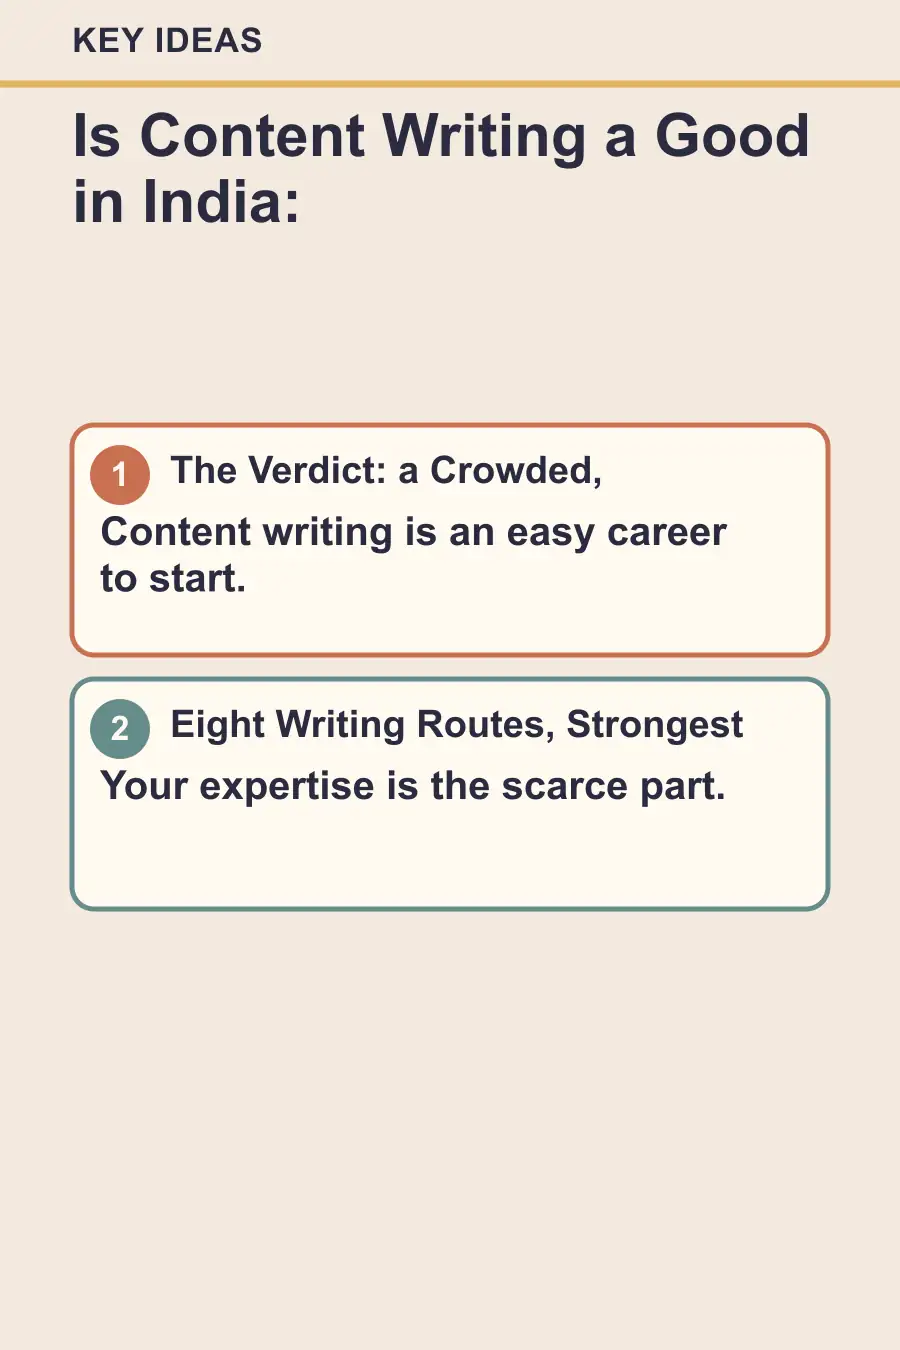 KEY IDEAS
Is Content Writing a Good
in India:
1
The Verdict: a Crowded,
Content writing is an easy career
to start.
2
Eight Writing Routes, Strongest
Your expertise is the scarce part.